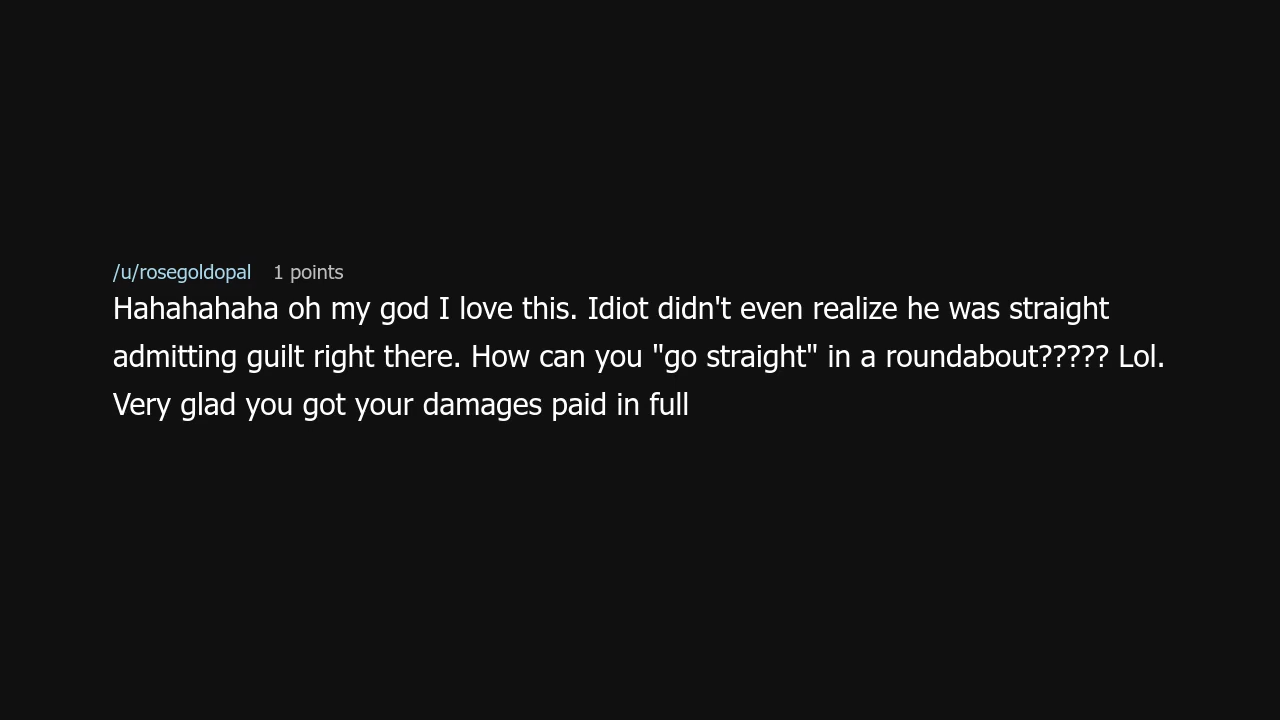 /u/rosegoldopal 1 points
Hahahahaha oh my god I love this. Idiot didn't even realize he was straight
admitting guilt right there. How can you "go straight" in a roundabout????? Lol.
Very glad you got your damages paid in full